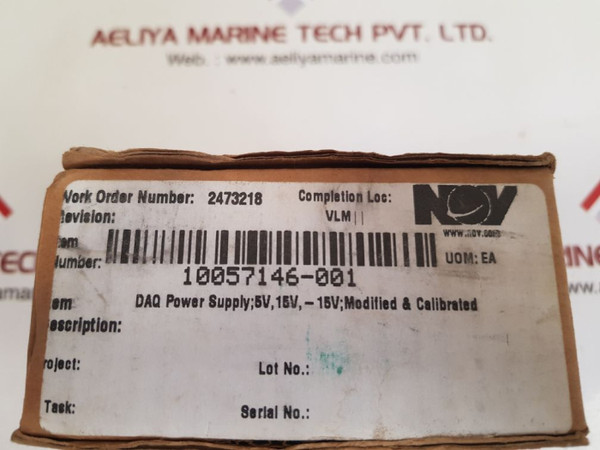 AELIYA MARINE TECH PVT. LTD.
Web. : www.aeliyamarine.com
Work Order Number: 2473218 Completion Loc: NOV
Revision: VLM
www.nov.com
Item
Number: UOM: EA
10057146-001
Item DAQ Power Supply;5V,15V,-15V;Modified & Calibrated
Description:
Project: Lot No.:
Task: Serial No.: